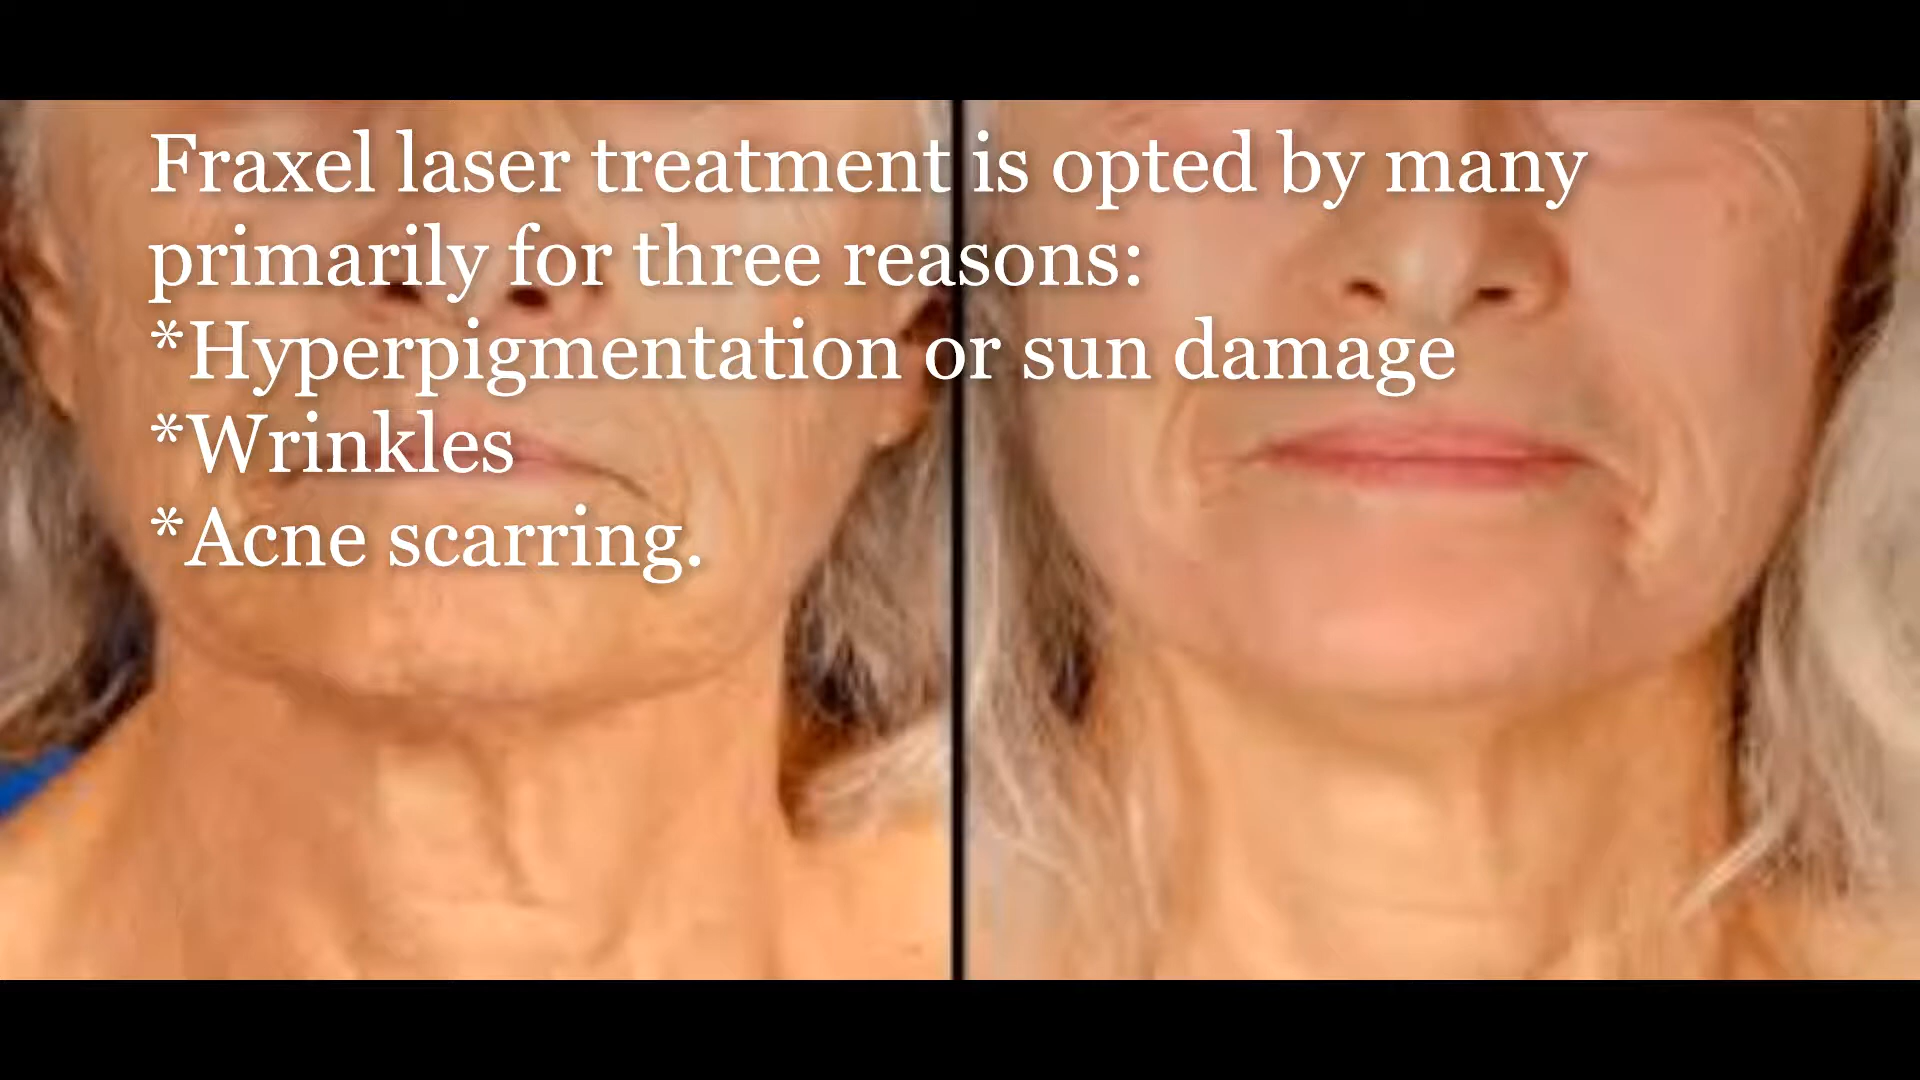 Fraxel laser treatment is opted by many
primarily for three reasons:
*Hyperpigmentation or sun damage
*Wrinkles
*Acne scarring.